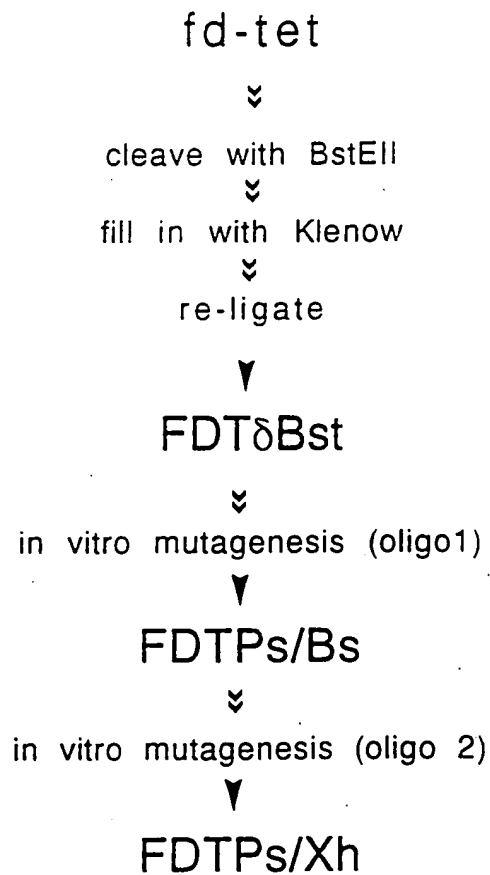 fd-tet
cleave with BstEII
fill in with Klenow
re-ligate
FDTδBst
in vitro mutagenesis (oligo1)
FDTPs/Bs
in vitro mutagenesis (oligo 2)
FDTPs/Xh